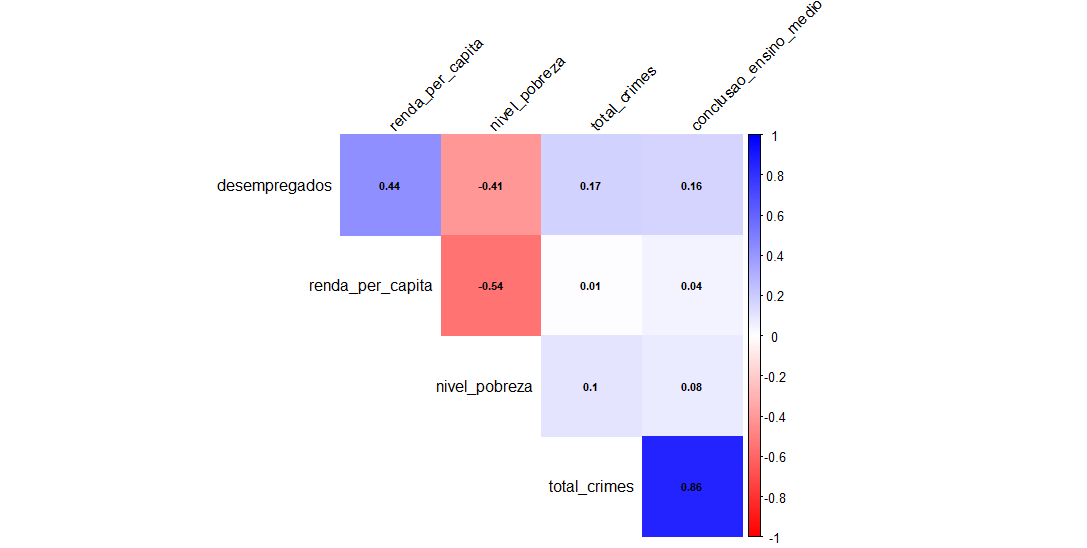 renda_per_capita
nivel_pobreza
total_crimes
conclusao_ensino_medio
desempregados 0.44 -0.41 0.17 0.16
renda_per_capita -0.54 0.01 0.04
nivel_pobreza 0.1 0.08
total_crimes 0.86
1
0.8
0.6
0.4
0.2
0
-0.2
-0.4
-0.6
-0.8
-1